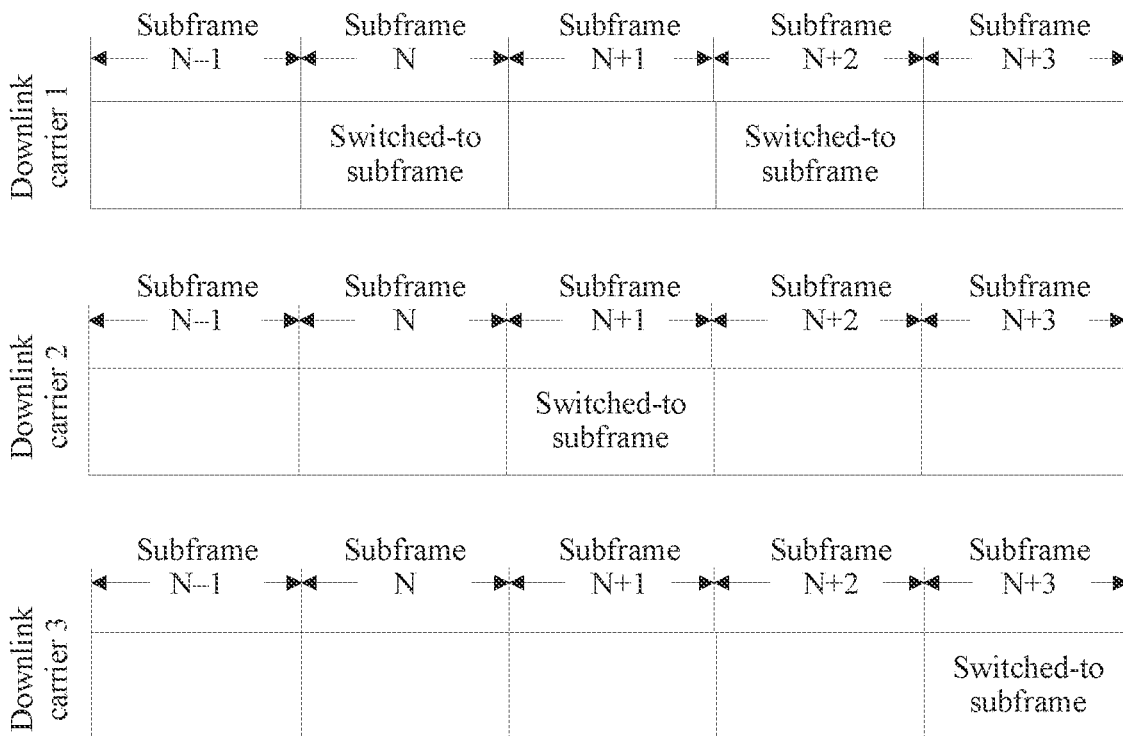 Subframe Subframe Subframe Subframe Subframe
N--1 N N+1 N+2 N+3
Downlink
carrier 1
Switched-to Switched-to
subframe subframe
Subframe Subframe Subframe Subframe Subframe
N--1 N N+1 N+2 N+3
Downlink
carrier 2
Switched-to
subframe
Subframe Subframe Subframe Subframe Subframe
N--1 N N+1 N+2 N+3
Downlink
carrier 3
Switched-to
subframe